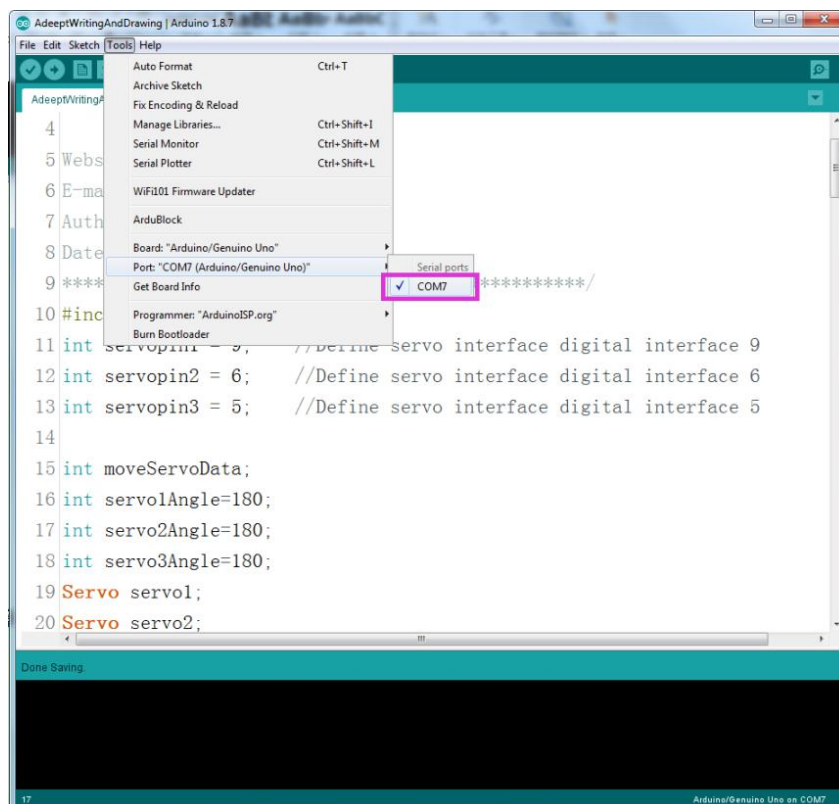 AdeeptWritingAndDrawing | Arduino 1.8.7
File Edit Sketch Tools Help
AdeeptWritingA
Auto Format Ctrl+T
Archive Sketch
Fix Encoding & Reload
Manage Libraries... Ctrl+Shift+I
Serial Monitor Ctrl+Shift+M
Serial Plotter Ctrl+Shift+L
WiFi101 Firmware Updater
ArduBlock
Board: "Arduino/Genuino Uno"
Port: "COM7 (Arduino/Genuino Uno)"
Get Board Info
Programmer: "ArduinoISP.org"
Burn Bootloader
Serial ports
✓ COM7
4
5 Webs
6 E-ma
7 Auth
8 Date
9 **** **********/
10 #inc
11 int servopin1 = 9; //Define servo interface digital interface 9
12 int servopin2 = 6; //Define servo interface digital interface 6
13 int servopin3 = 5; //Define servo interface digital interface 5
14
15 int moveServoData;
16 int servo1Angle=180;
17 int servo2Angle=180;
18 int servo3Angle=180;
19 Servo servo1;
20 Servo servo2;
Done Saving.
17 Arduino/Genuino Uno on COM7